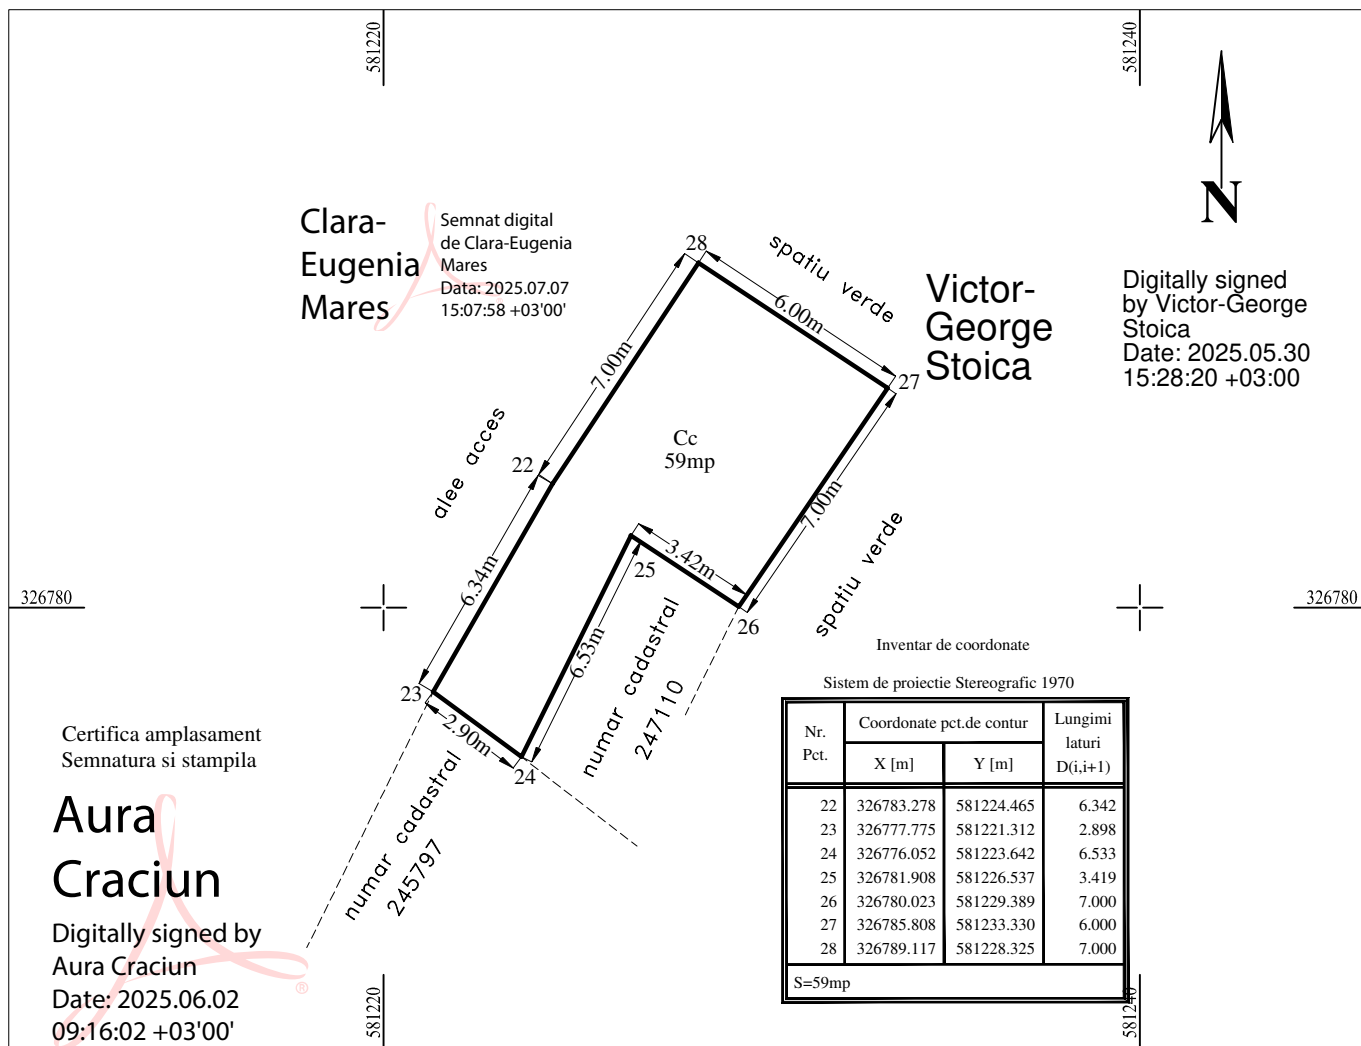 581220
581240
N
Clara-
Eugenia
Mares
Semnat digital
de Clara-Eugenia
Mares
Data: 2025.07.07
15:07:58 +03'00'
28
spatiu verde
6.00m
Victor-
George
Stoica
Digitally signed
by Victor-George
Stoica
Date: 2025.05.30
15:28:20 +03:00
7.00m
27
alee acces
22
Cc
59mp
7.00m
spatiu verde
3.42m
25
26
6.34m
6.53m
326780
326780
numar cadastral
247110
23
2.90m
24
numar cadastral
245797
Certifica amplasament
Semnatura si stampila
Aura
Craciun
Digitally signed by
Aura Craciun
Date: 2025.06.02
09:16:02 +03'00'
®
Inventar de coordonate
Sistem de proiectie Stereografic 1970
Nr. Pct. Coordonate pct.de contur Lungimi laturi D(i,i+1)
X [m] Y [m]
22 326783.278 581224.465 6.342
23 326777.775 581221.312 2.898
24 326776.052 581223.642 6.533
25 326781.908 581226.537 3.419
26 326780.023 581229.389 7.000
27 326785.808 581233.330 6.000
28 326789.117 581228.325 7.000
S=59mp
581220
581240